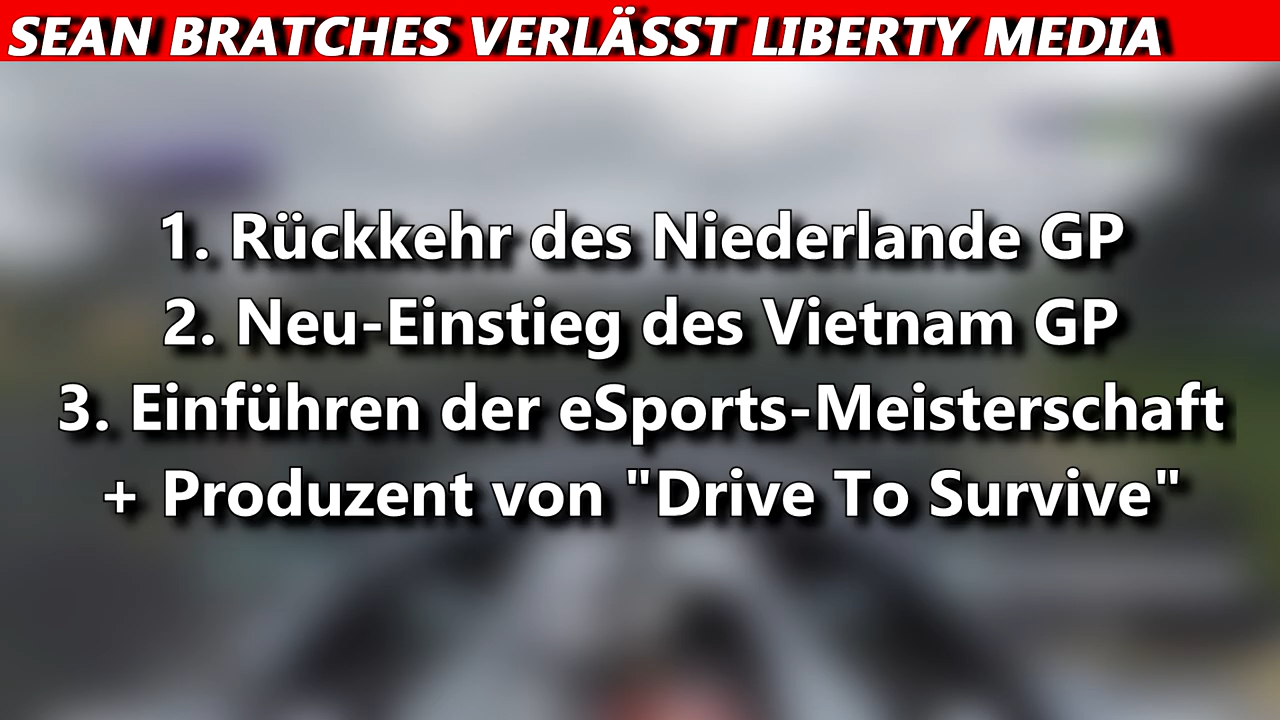 SEAN BRATCHES VERLÄSST LIBERTY MEDIA
1. Rückkehr des Niederlande GP
2. Neu-Einstieg des Vietnam GP
3. Einführen der eSports-Meisterschaft
+ Produzent von "Drive To Survive"